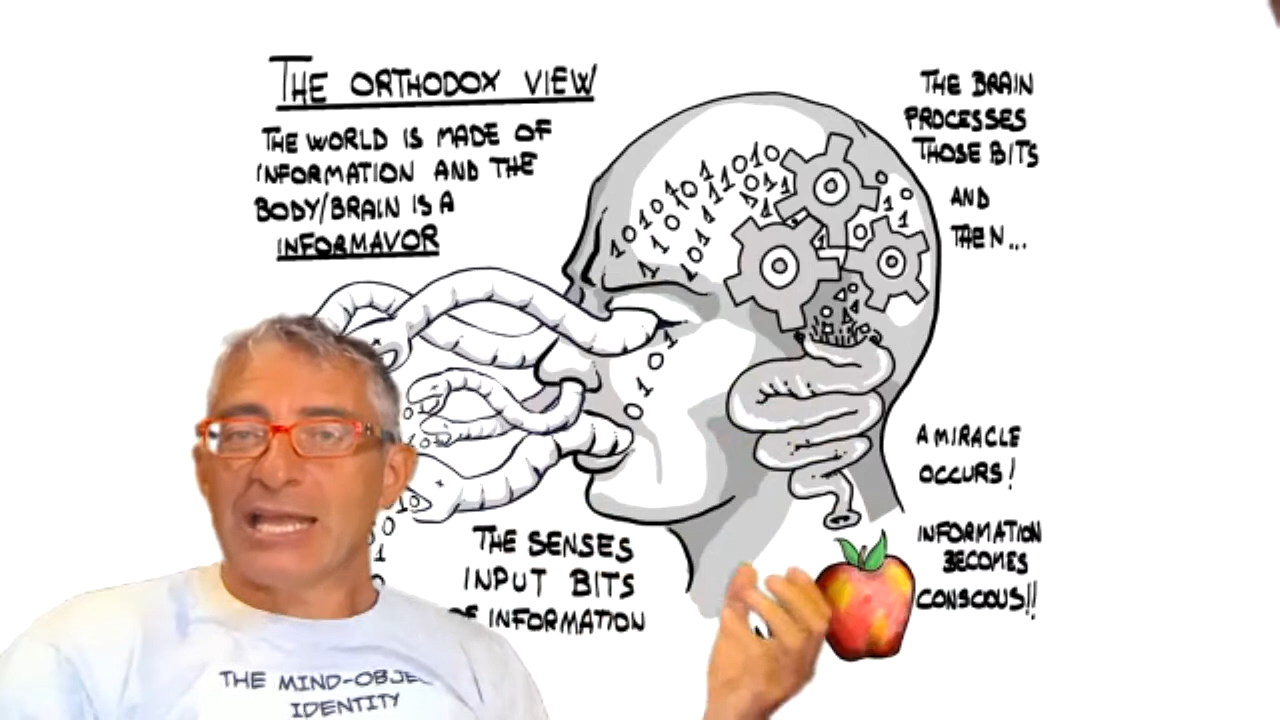 THE ORTHODOX VIEW
THE WORLD IS MADE OF
INFORMATION AND THE
BODY/BRAIN IS A
INFORMAVOR
THE BRAIN
PROCESSES
THOSE BITS
AND
THEN...
A MIRACLE
OCCURS!
INFORMATION
BECOMES
CONSCOUS!!
THE SENSES
INPUT BITS
OF INFORMATION
THE MIND-OBJE
IDENTITY